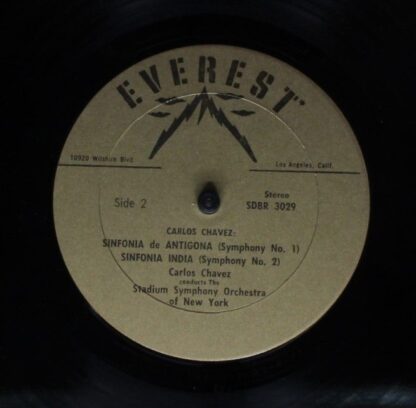 EVEREST
10920 Wilshire Blvd.
Los Angeles, Calif.
Side 2
Stereo
SDBR 3029
CARLOS CHAVEZ:
SINFONIA de ANTIGONA (Symphony No. 1)
SINFONIA INDIA (Symphony No. 2)
Carlos Chavez
conducts The
Stadium Symphony Orchestra
of New York